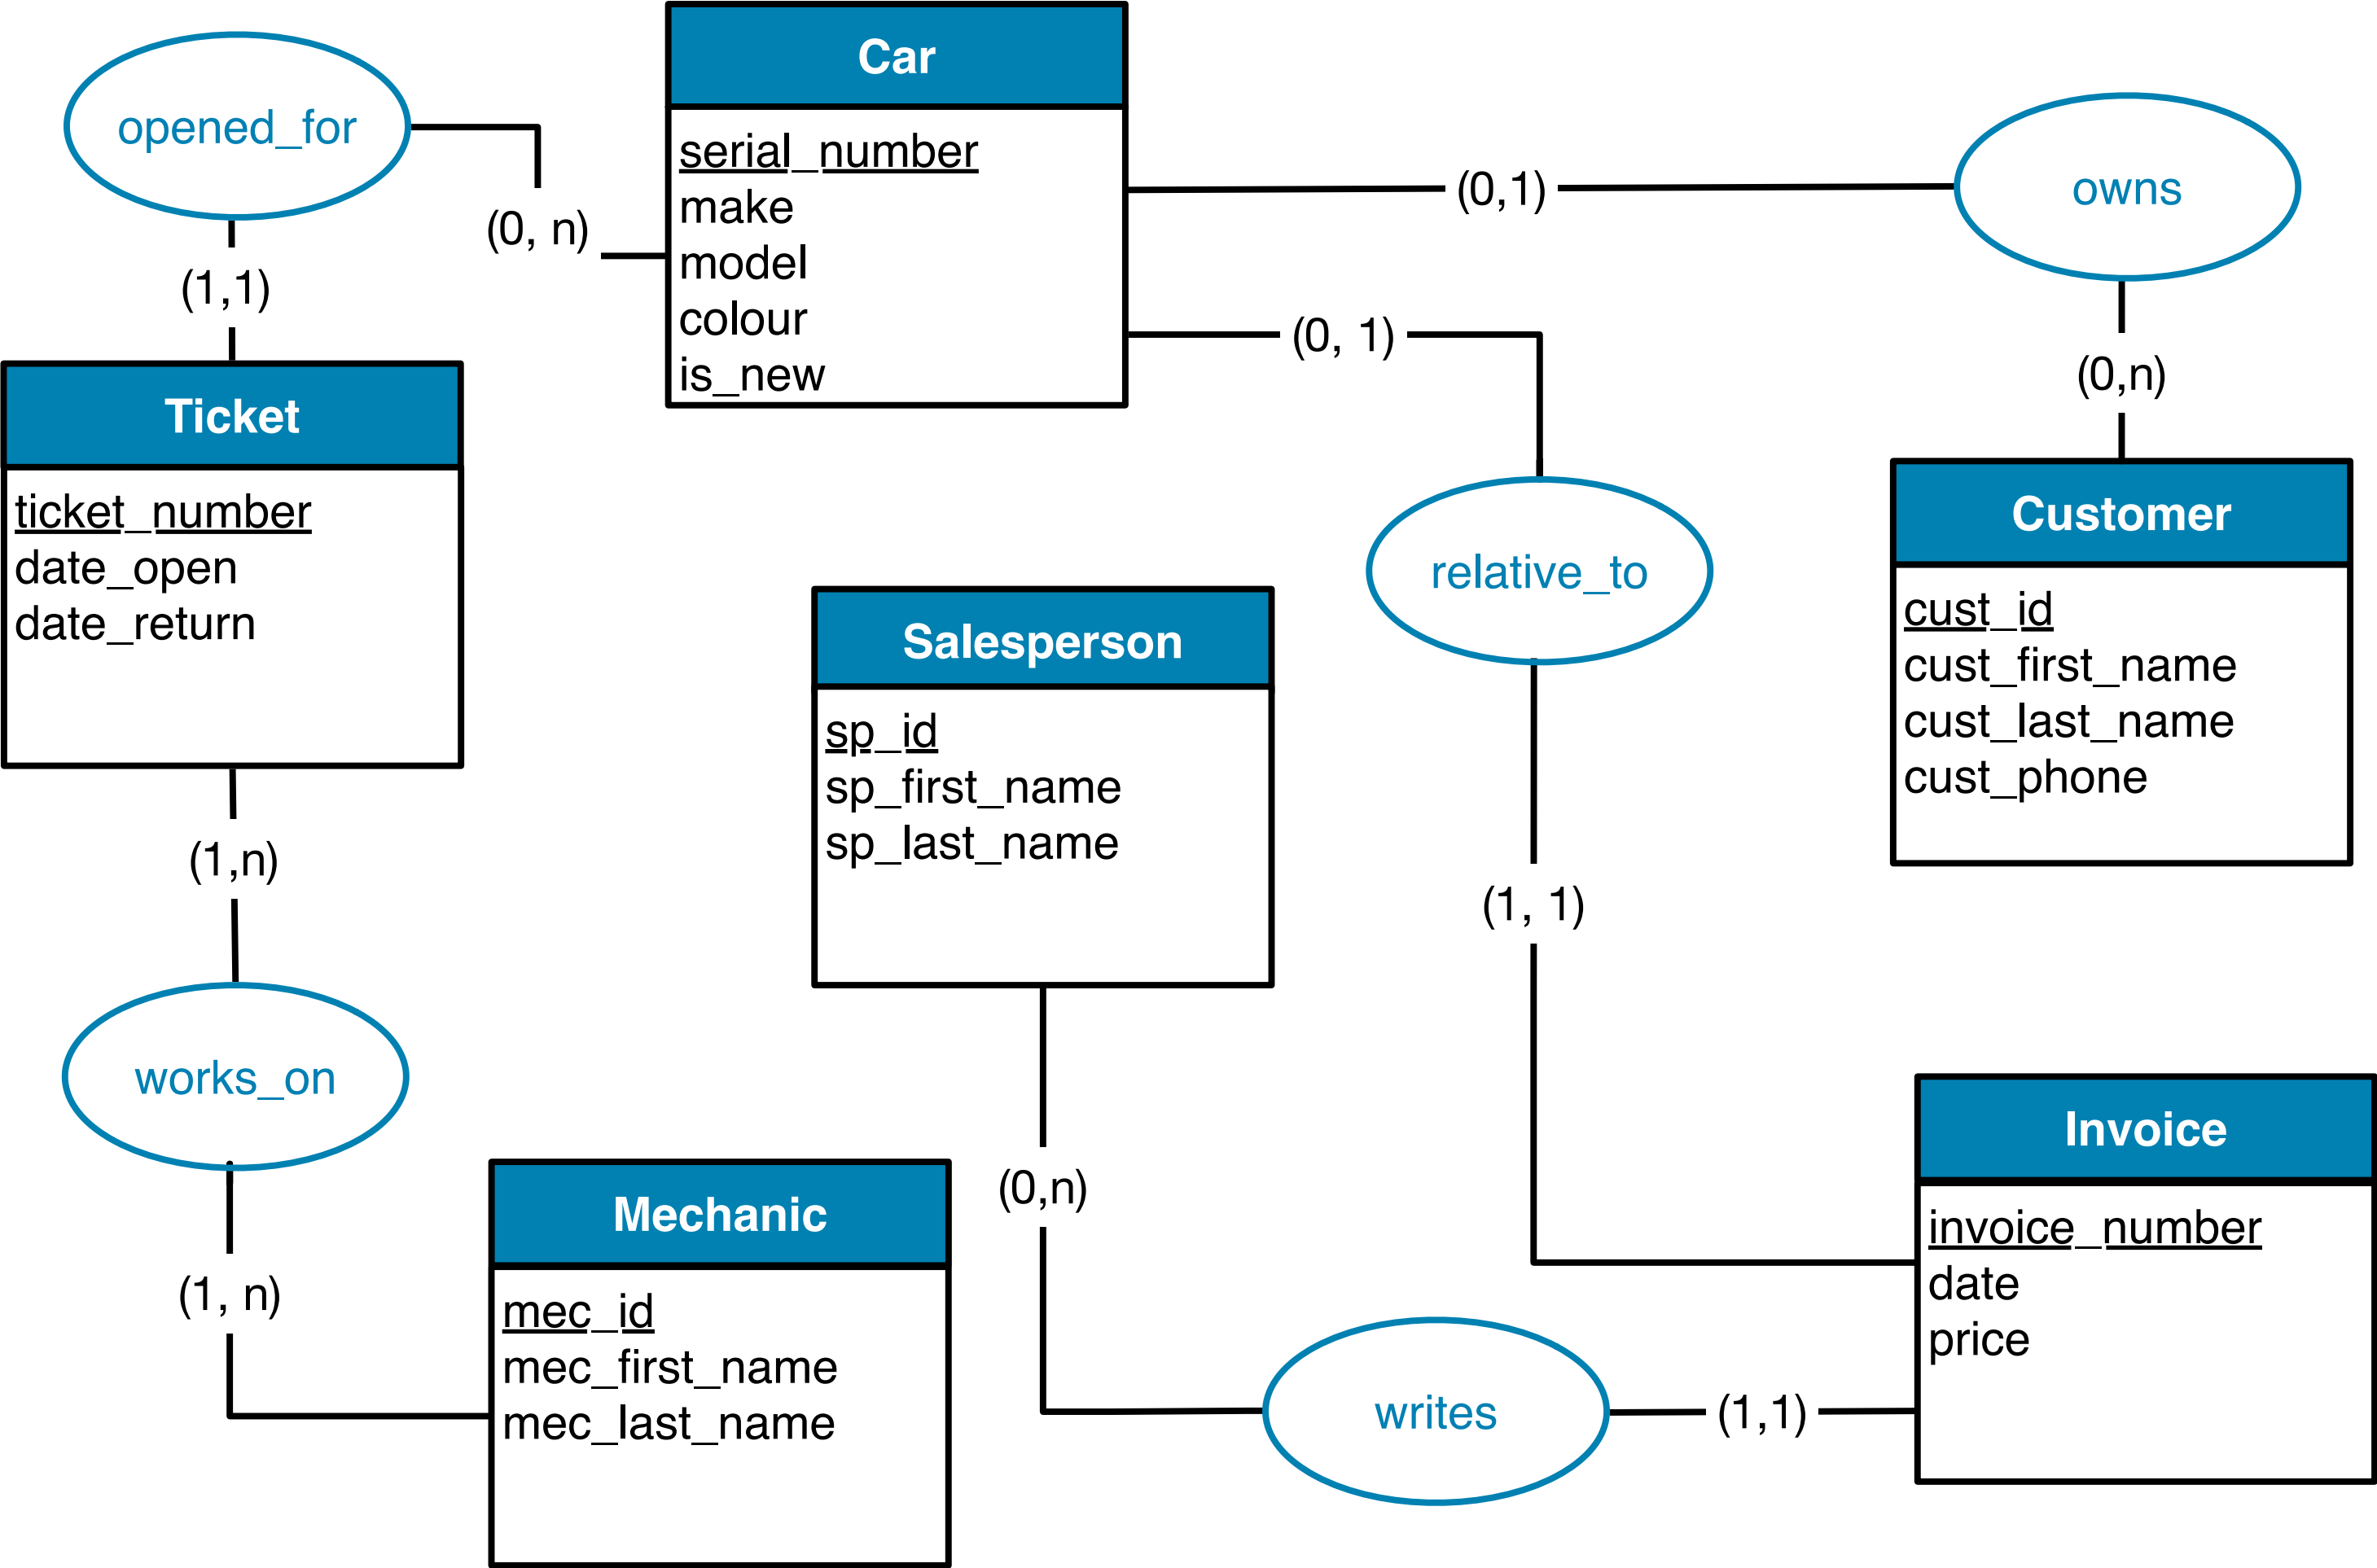 Car
serial_number
make
model
colour
is_new
opened_for
(0, n)
(1,1)
(0,1)
owns
(0, 1)
(0,n)
Ticket
ticket_number
date_open
date_return
relative_to
Customer
cust_id
cust_first_name
cust_last_name
cust_phone
Salesperson
sp_id
sp_first_name
sp_last_name
(1,n)
(1, 1)
works_on
(0,n)
(1, n)
Mechanic
mec_id
mec_first_name
mec_last_name
Invoice
invoice_number
date
price
writes
(1,1)